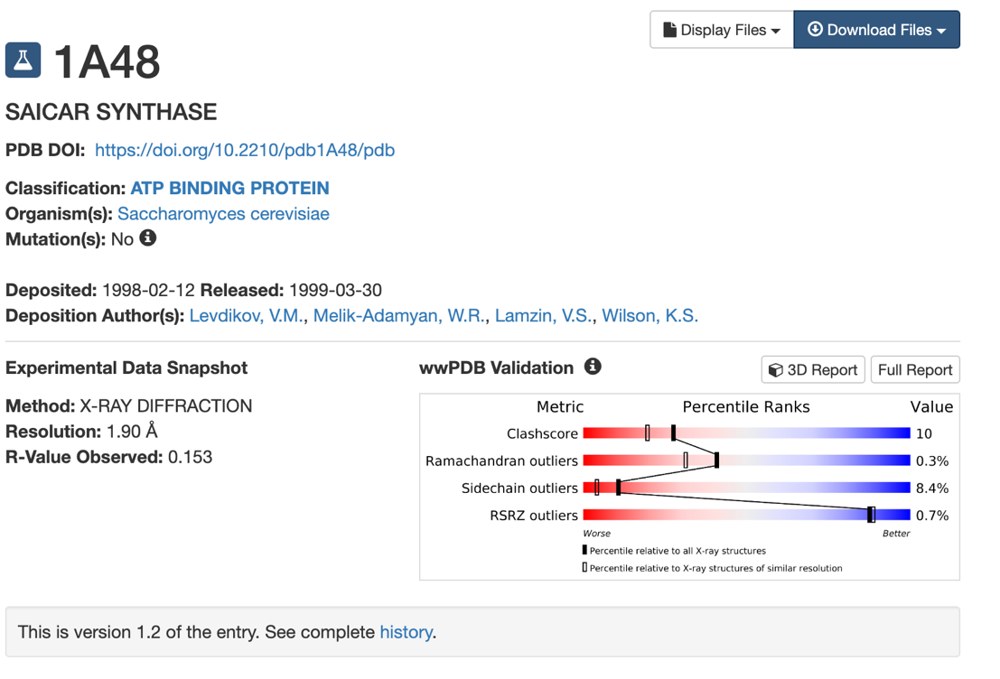 Display Files Download Files
1A48
SAICAR SYNTHASE
PDB DOI: https://doi.org/10.2210/pdb1A48/pdb
Classification: ATP BINDING PROTEIN
Organism(s): Saccharomyces cerevisiae
Mutation(s): No
Deposited: 1998-02-12 Released: 1999-03-30
Deposition Author(s): Levdikov, V.M., Melik-Adamyan, W.R., Lamzin, V.S., Wilson, K.S.
Experimental Data Snapshot
Method: X-RAY DIFFRACTION
Resolution: 1.90 Å
R-Value Observed: 0.153
wwPDB Validation 3D Report Full Report
Metric Percentile Ranks Value
Clashscore 10
Ramachandran outliers 0.3%
Sidechain outliers 8.4%
RSRZ outliers 0.7%
Worse Better
Percentile relative to all X-ray structures
Percentile relative to X-ray structures of similar resolution
This is version 1.2 of the entry. See complete history.